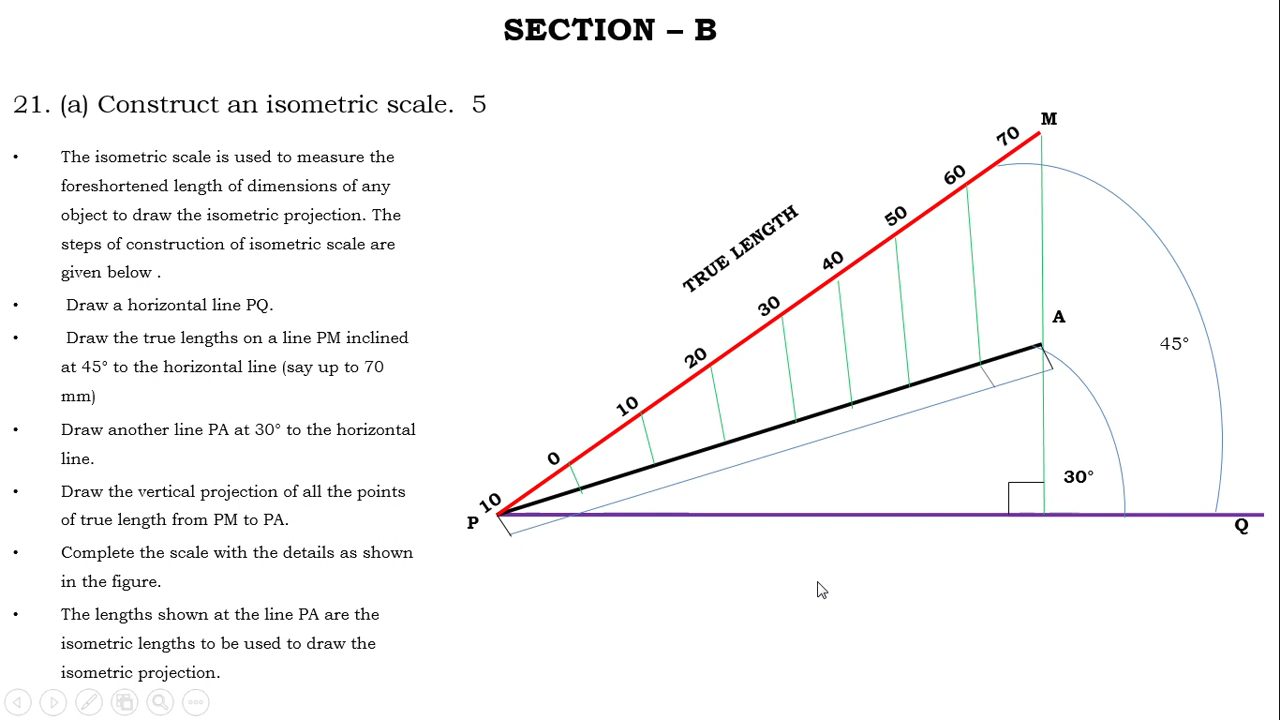 SECTION – B
21. (a) Construct an isometric scale. 5
• The isometric scale is used to measure the
foreshortened length of dimensions of any
object to draw the isometric projection. The
steps of construction of isometric scale are
given below .
• Draw a horizontal line PQ.
• Draw the true lengths on a line PM inclined
at 45° to the horizontal line (say up to 70
mm)
• Draw another line PA at 30° to the horizontal
line.
• Draw the vertical projection of all the points
of true length from PM to PA.
• Complete the scale with the details as shown
in the figure.
• The lengths shown at the line PA are the
isometric lengths to be used to draw the
isometric projection.
M
70
60
50
40
30
20
10
0
10
TRUE LENGTH
A
45°
30°
P
Q